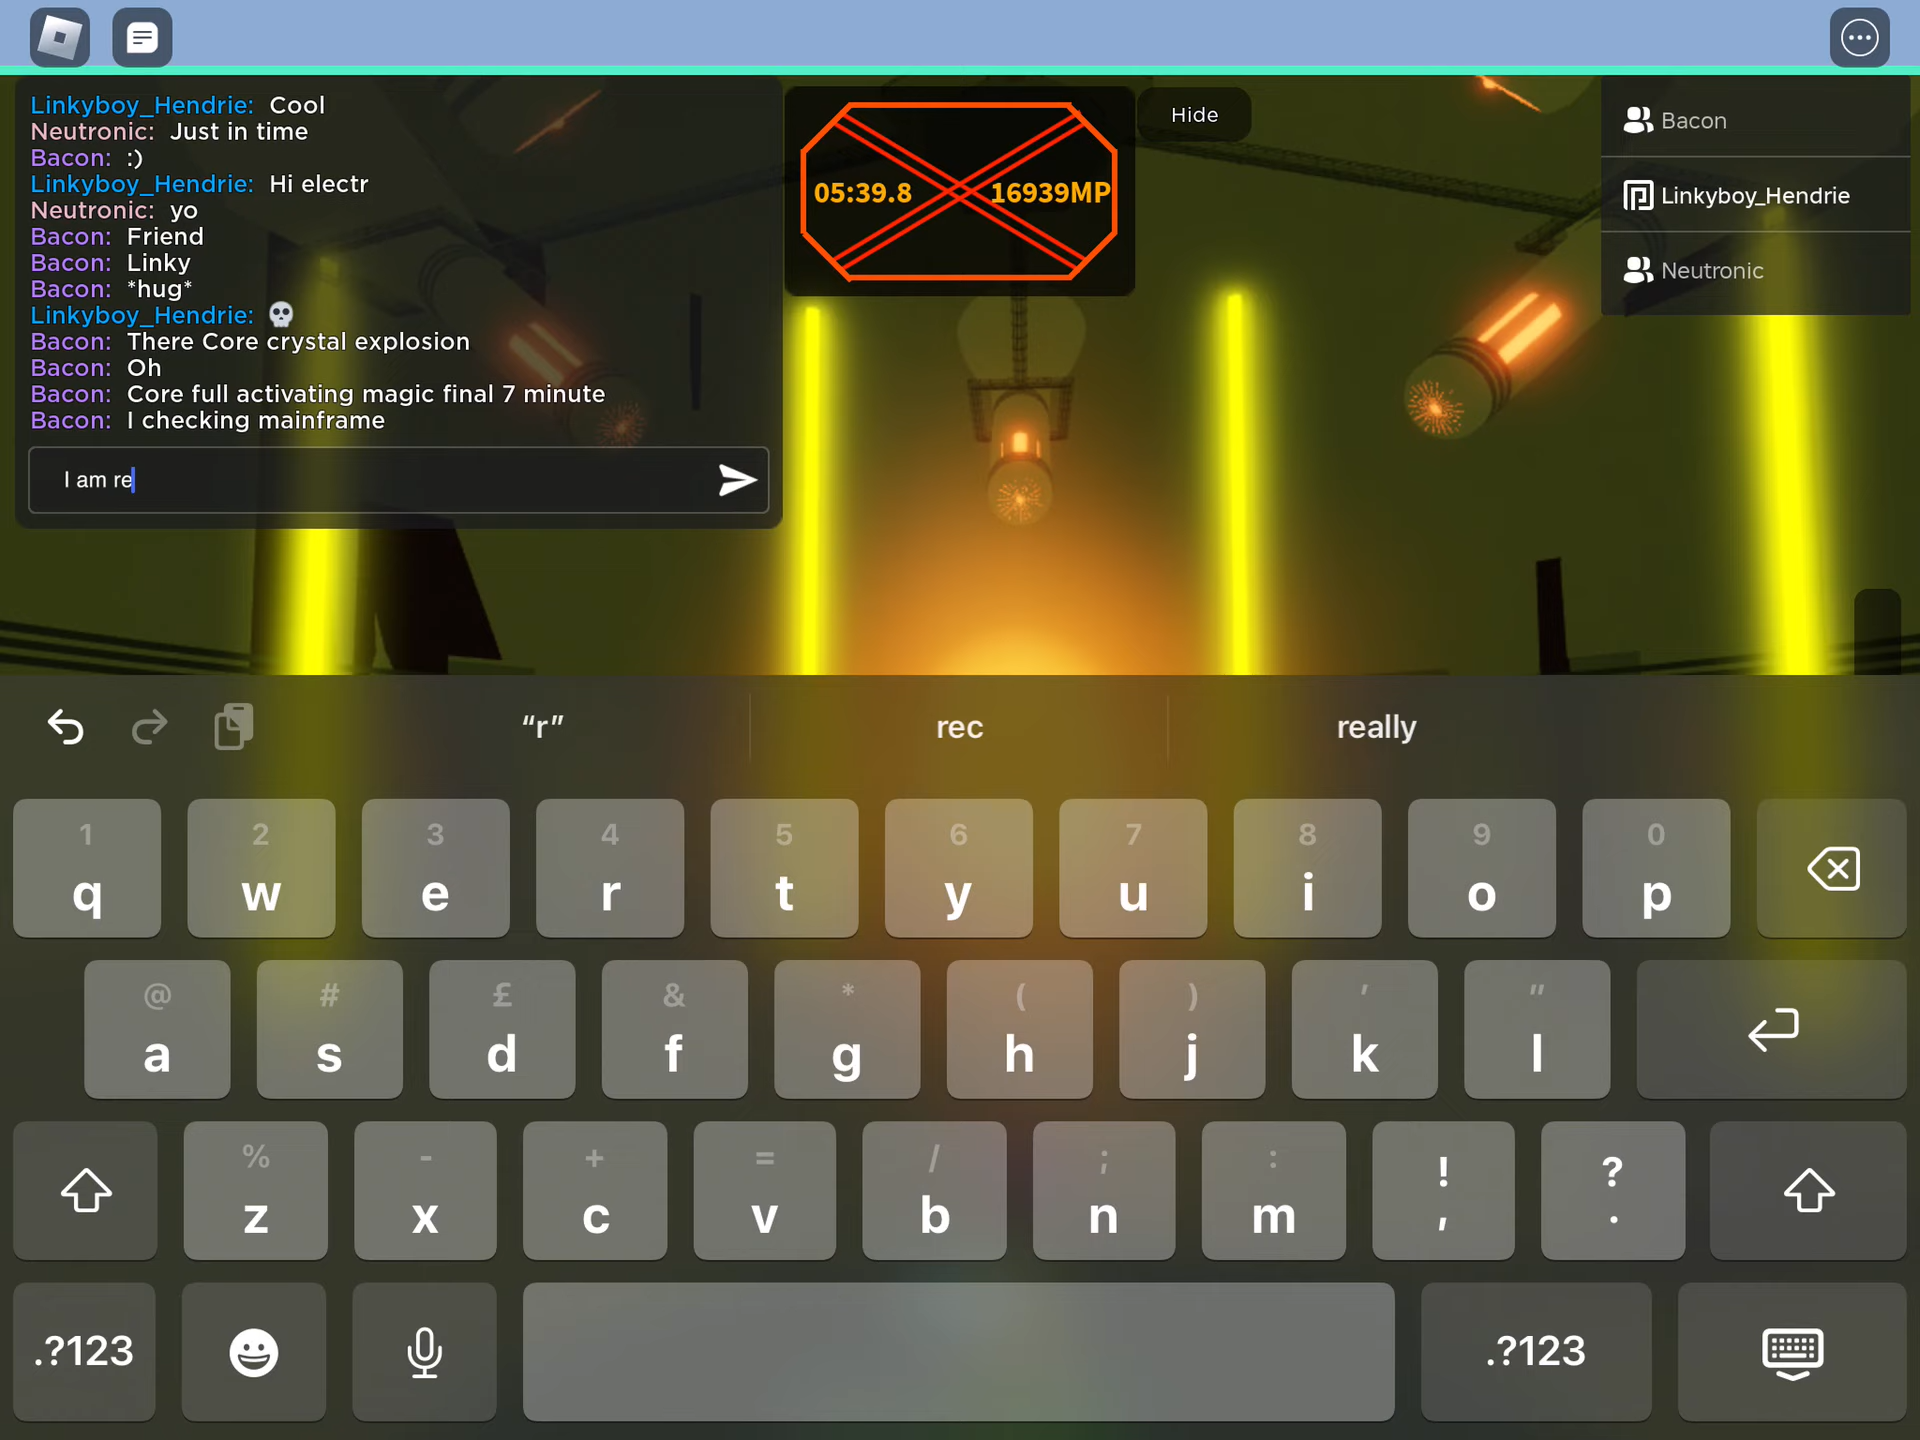 Linkyboy_Hendrie: Cool
Neutronic: Just in time
Bacon: :)
Linkyboy_Hendrie: Hi electr
Neutronic: yo
Bacon: Friend
Bacon: Linky
Bacon: *hug*
Linkyboy_Hendrie: 💀
Bacon: There Core crystal explosion
Bacon: Oh
Bacon: Core full activating magic final 7 minute
Bacon: I checking mainframe
I am re
05:39.8 16939MP
Hide
Bacon
Linkyboy_Hendrie
Neutronic
“r” rec really
1 2 3 4 5 6 7 8 9 0
q w e r t y u i o p
@ # £ & * ( ) ' "
a s d f g h j k l
% - + = / ; : ! ?
z x c v b n m , .
.?123 .?123